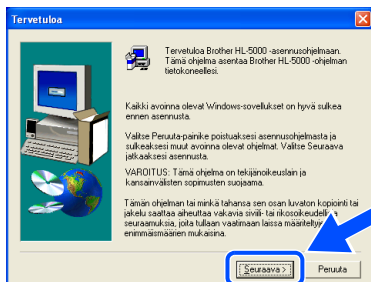 Tervetuloa
Tervetuloa Brother HL-5000 -asennusohjelmaan.
Tämä ohjelma asentaa Brother HL-5000 -ohjelman
tietokoneellesi.
Kaikki avoinna olevat Windows-sovellukset on hyvä sulkea
ennen asennusta.
Valitse Peruuta-painike poistuaksesi asennusohjelmasta ja
sulkeaksesi muut avoinna olevat ohjelmat. Valitse Seuraava
jatkaaksesi asennusta.
VAROITUS: Tämä ohjelma on tekijänoikeuslain ja
kansainvälisten sopimusten suojaama.
Tämän ohjelman tai minkä tahansa sen osan luvaton kopiointi tai
jakelu saattaa aiheuttaa vakavia siviili- tai rikosoikeudellisia
seuraamuksia, joita tullaan vaatimaan laissa määriteltyjen
enimmäismäärien mukaisina.
Seuraava > Peruuta